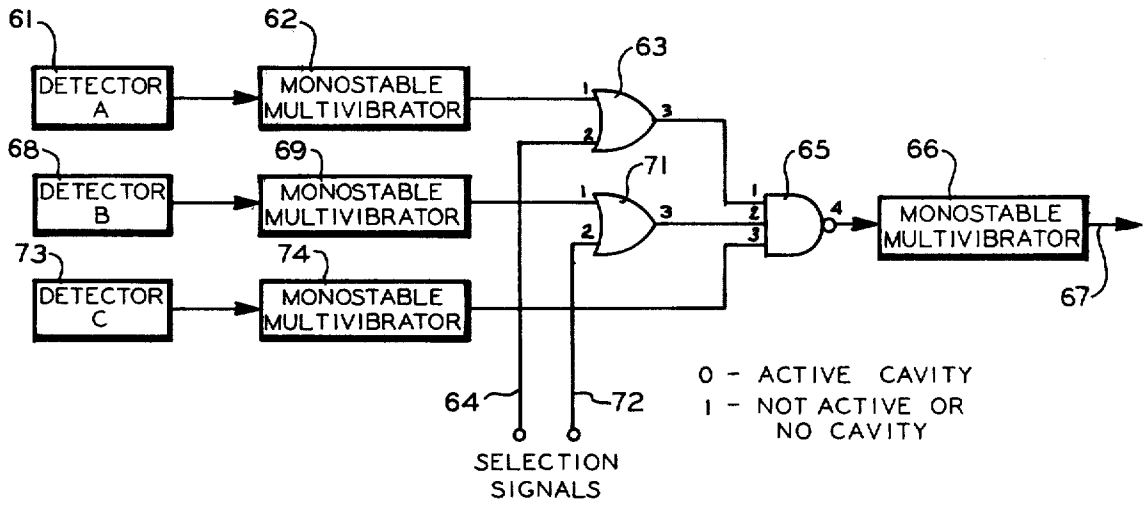 61
62
63
DETECTOR
A
MONOSTABLE
MULTIVIBRATOR
1
2
3
68
69
71
65
66
DETECTOR
B
MONOSTABLE
MULTIVIBRATOR
1
2
3
1
2
3
4
MONOSTABLE
MULTIVIBRATOR
67
73
74
DETECTOR
C
MONOSTABLE
MULTIVIBRATOR
64
72
0 - ACTIVE CAVITY
1 - NOT ACTIVE OR
NO CAVITY
SELECTION
SIGNALS